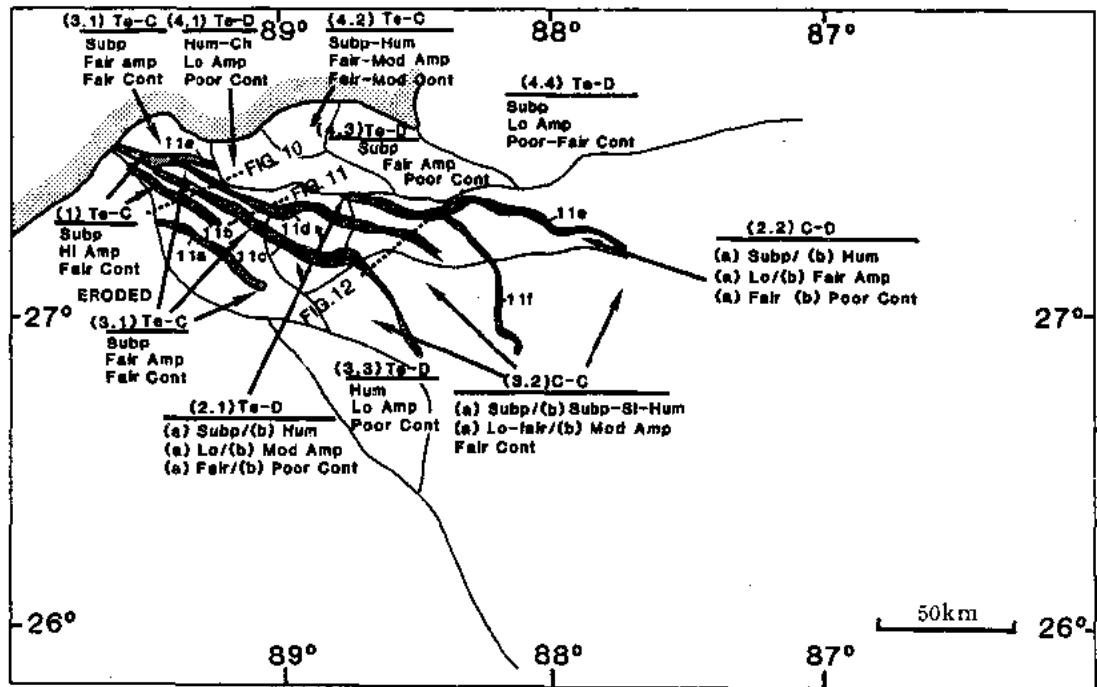 (3.1) Te-C
Subp
Fair amp
Fair Cont
(4.1) Te-D
Hum-Ch
Lo Amp
Poor Cont
89°
(4.2) Te-C
Subp-Hum
Fair-Mod Amp
Fair-Mod Cont
88°
87°
(4.4) Te-D
Subp
Lo Amp
Poor-Fair Cont
(4.3) Te-D
Subp
Fair Amp
Poor Cont
11e
FIG. 10
FIG. 11
(1) Te-C
Subp
Hi Amp
Fair Cont
11b
11a
11c
11d
11e
11f
FIG. 12
ERODED
(2.2) C-D
(a) Subp/ (b) Hum
(a) Lo/(b) Fair Amp
(a) Fair (b) Poor Cont
27°
27°
(3.1) Te-C
Subp
Fair Amp
Fair Cont
(3.3) Te-D
Hum
Lo Amp
Poor Cont
(3.2) C-C
(a) Subp/(b) Subp-Si-Hum
(a) Lo-fair/(b) Mod Amp
Fair Cont
(2.1) Te-D
(a) Subp/(b) Hum
(a) Lo/(b) Mod Amp
(a) Fair/(b) Poor Cont
26°
50km
26°
89°
88°
87°